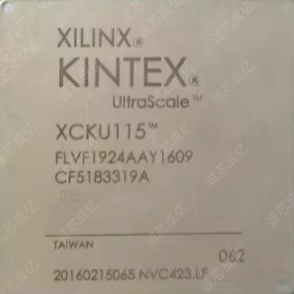 XILINX®
KINTEX®
UltraScale™
XCKU115™
FLVF1924AAY1609
CF5183319A
TAIWAN
062
20160215065 NVC423.LF